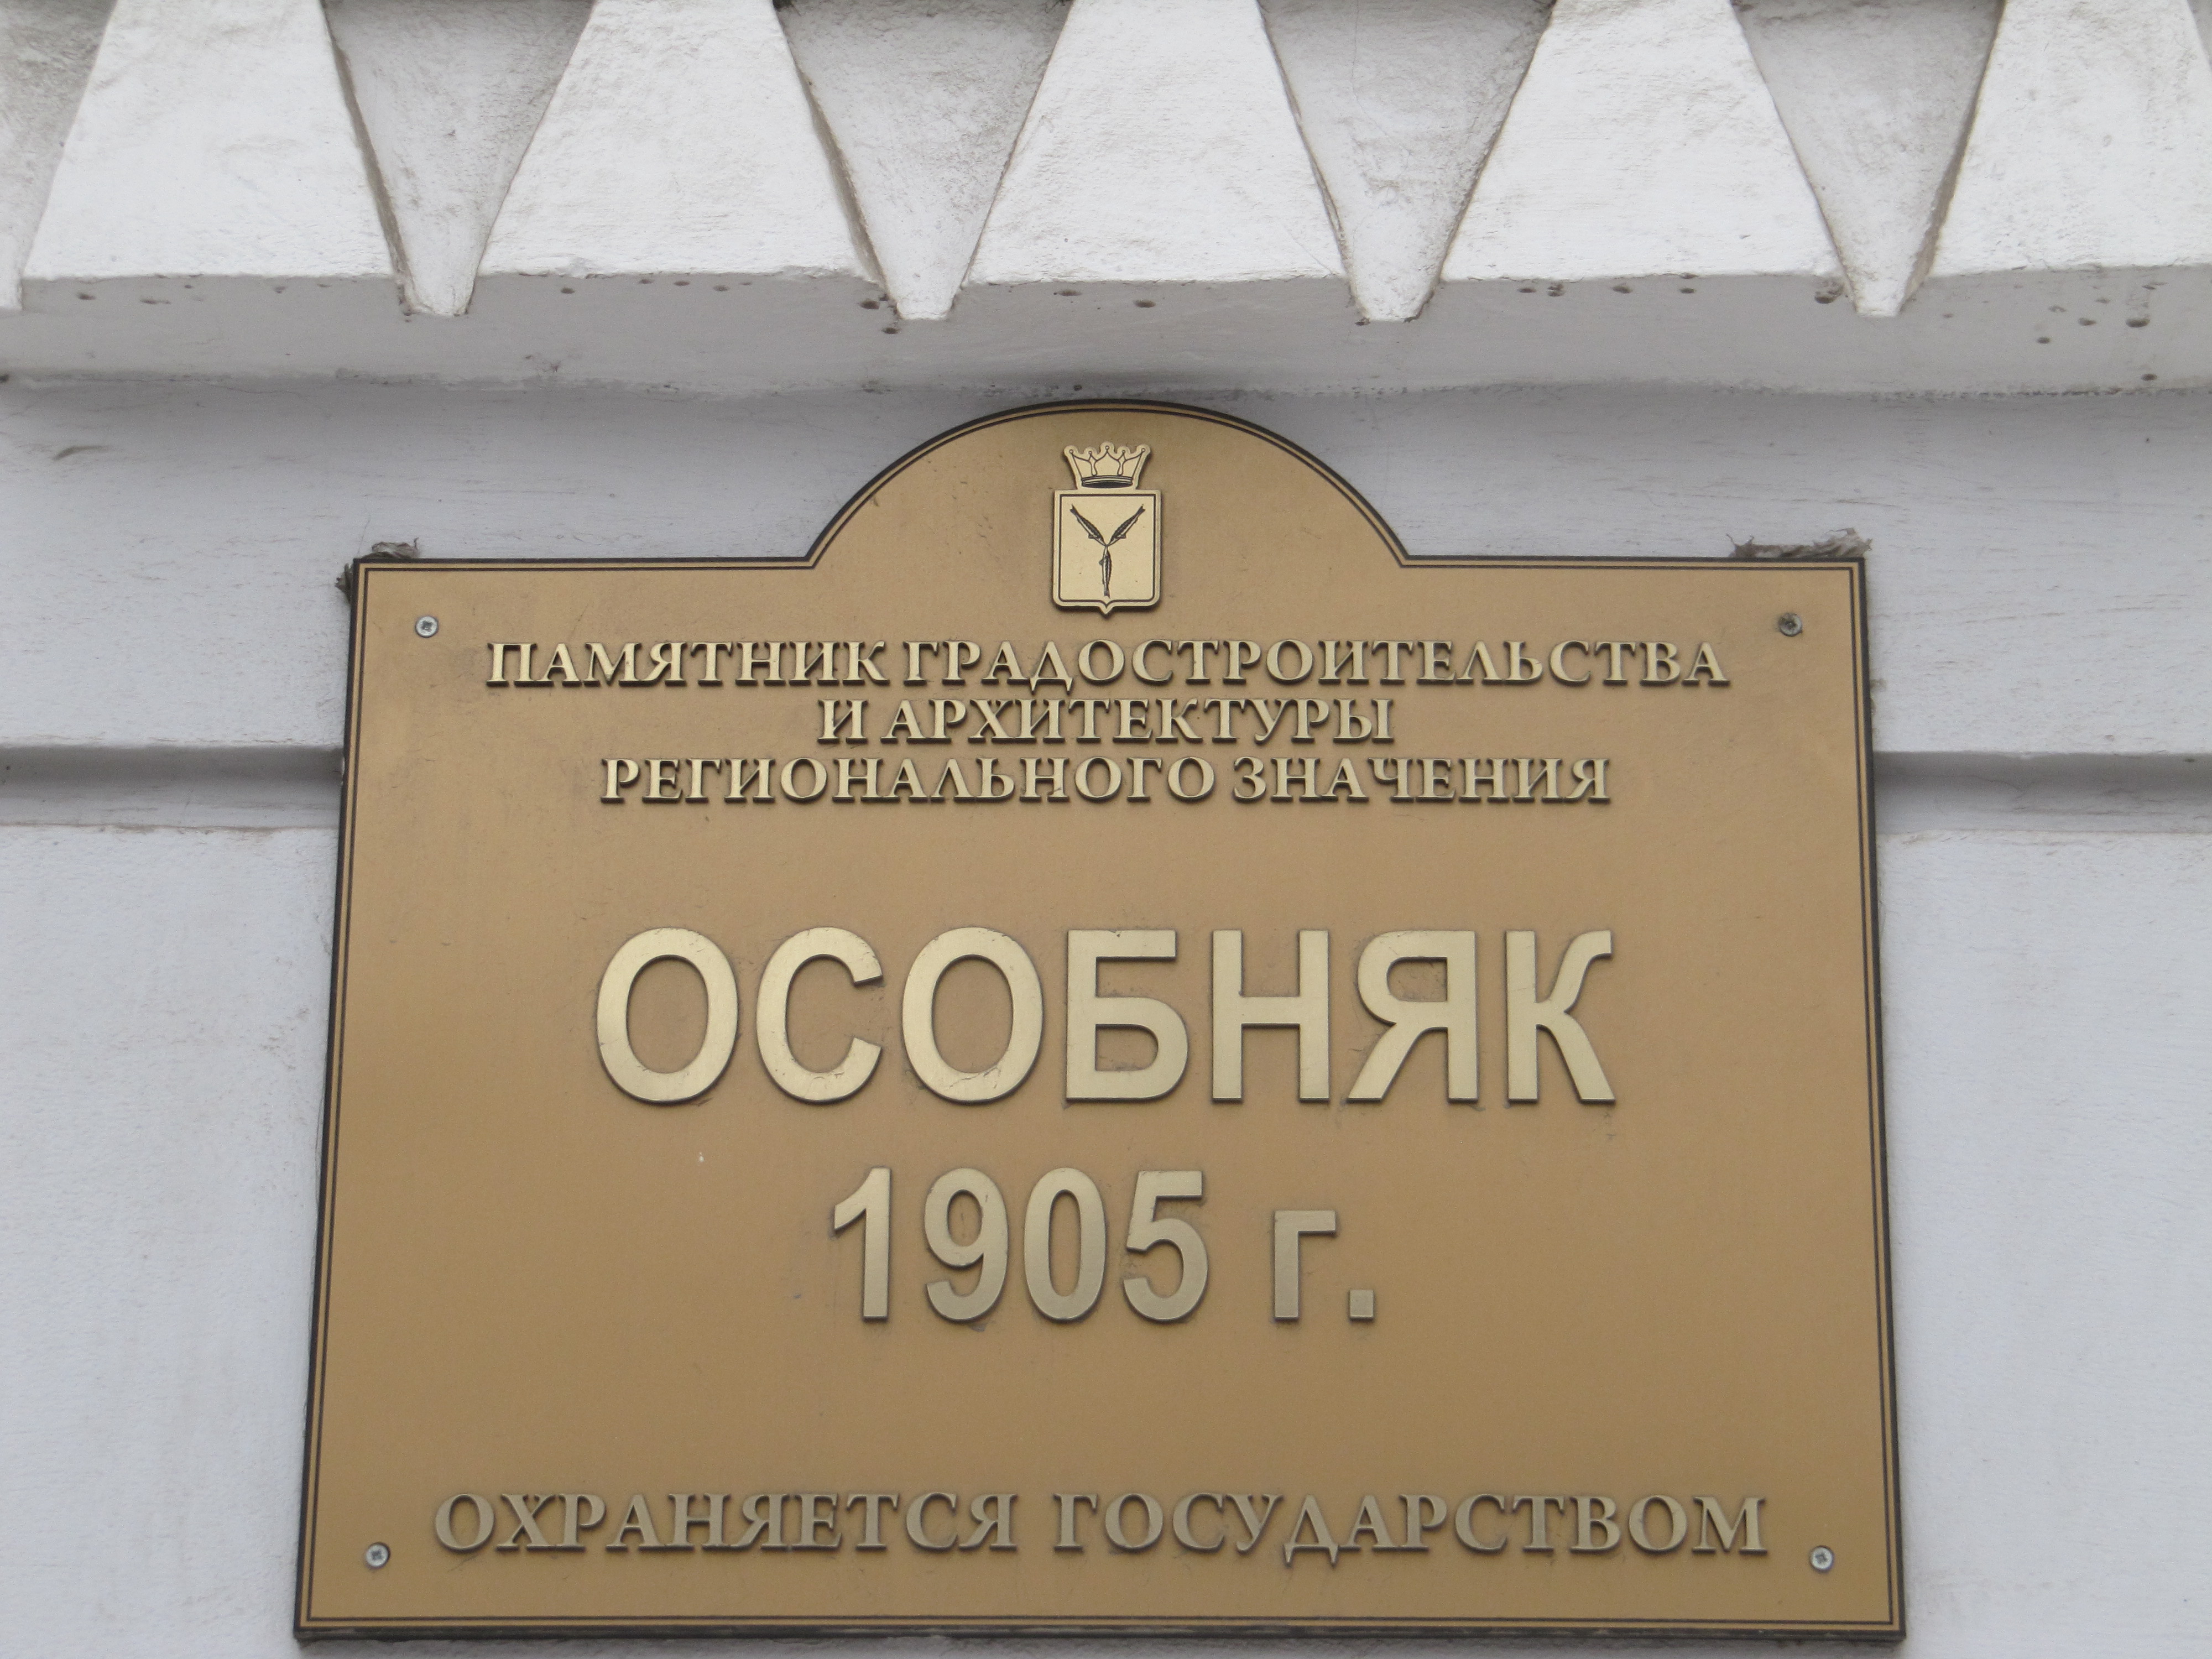 ПАМЯТНИК ГРАДОСТРОИТЕЛЬСТВА
И АРХИТЕКТУРЫ
РЕГИОНАЛЬНОГО ЗНАЧЕНИЯ
ОСОБНЯК
1905 г.
ОХРАНЯЕТСЯ ГОСУДАРСТВОМ